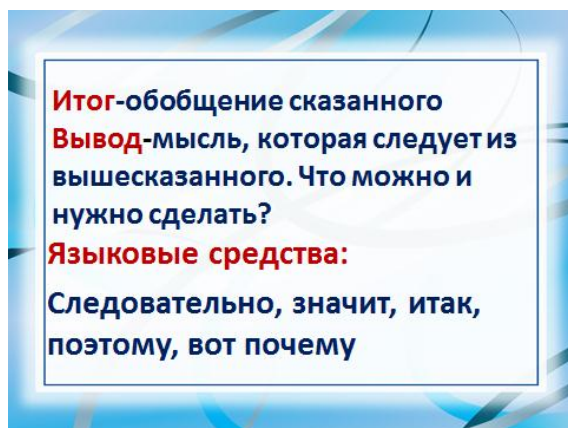 Итог-обобщение сказанного
Вывод-мысль, которая следует из
вышесказанного. Что можно и
нужно сделать?
Языковые средства:
Следовательно, значит, итак,
поэтому, вот почему